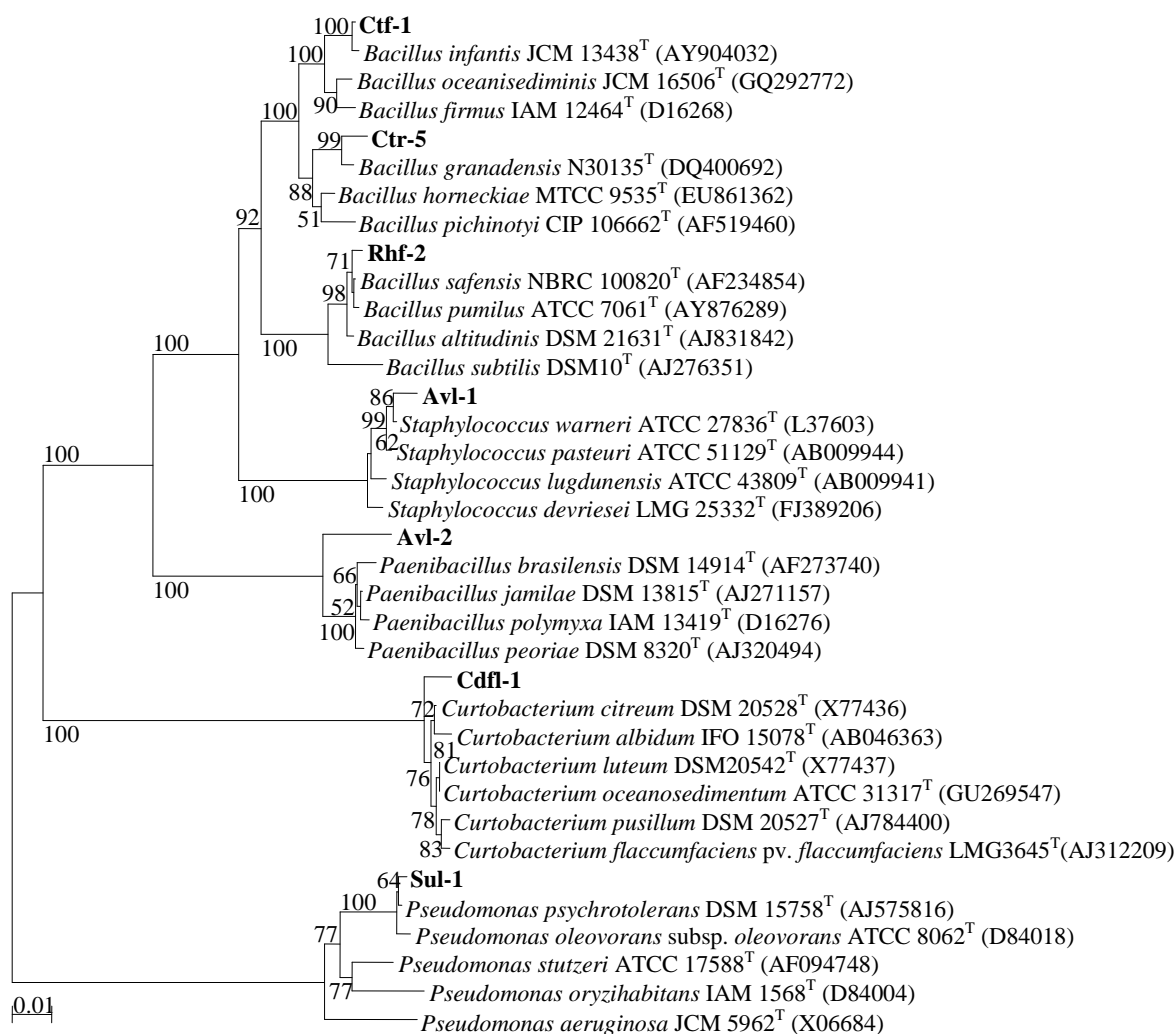 100 Ctf-1
Bacillus infantis JCM 13438T (AY904032)
100
Bacillus oceanisediminis JCM 16506T (GQ292772)
90 Bacillus firmus IAM 12464T (D16268)
100
99 Ctr-5
Bacillus granadensis N30135T (DQ400692)
88 Bacillus horneckiae MTCC 9535T (EU861362)
51 Bacillus pichinotyi CIP 106662T (AF519460)
92
Rhf-2
71
Bacillus safensis NBRC 100820T (AF234854)
98 Bacillus pumilus ATCC 7061T (AY876289)
Bacillus altitudinis DSM 21631T (AJ831842)
100
100
Bacillus subtilis DSM10T (AJ276351)
86 Avl-1
99 Staphylococcus warneri ATCC 27836T (L37603)
62 Staphylococcus pasteuri ATCC 51129T (AB009944)
100
Staphylococcus lugdunensis ATCC 43809T (AB009941)
100
Staphylococcus devriesei LMG 25332T (FJ389206)
Avl-2
Paenibacillus brasilensis DSM 14914T (AF273740)
66
100
Paenibacillus jamilae DSM 13815T (AJ271157)
52 Paenibacillus polymyxa IAM 13419T (D16276)
100
Paenibacillus peoriae DSM 8320T (AJ320494)
Cdfl-1
72 Curtobacterium citreum DSM 20528T (X77436)
100
Curtobacterium albidum IFO 15078T (AB046363)
81
Curtobacterium luteum DSM20542T (X77437)
76
Curtobacterium oceanosedimentum ATCC 31317T (GU269547)
78 Curtobacterium pusillum DSM 20527T (AJ784400)
83 Curtobacterium flaccumfaciens pv. flaccumfaciens LMG3645T(AJ312209)
64 Sul-1
100
Pseudomonas psychrotolerans DSM 15758T (AJ575816)
77
Pseudomonas oleovorans subsp. oleovorans ATCC 8062T (D84018)
Pseudomonas stutzeri ATCC 17588T (AF094748)
77
Pseudomonas oryzihabitans IAM 1568T (D84004)
0.01
Pseudomonas aeruginosa JCM 5962T (X06684)